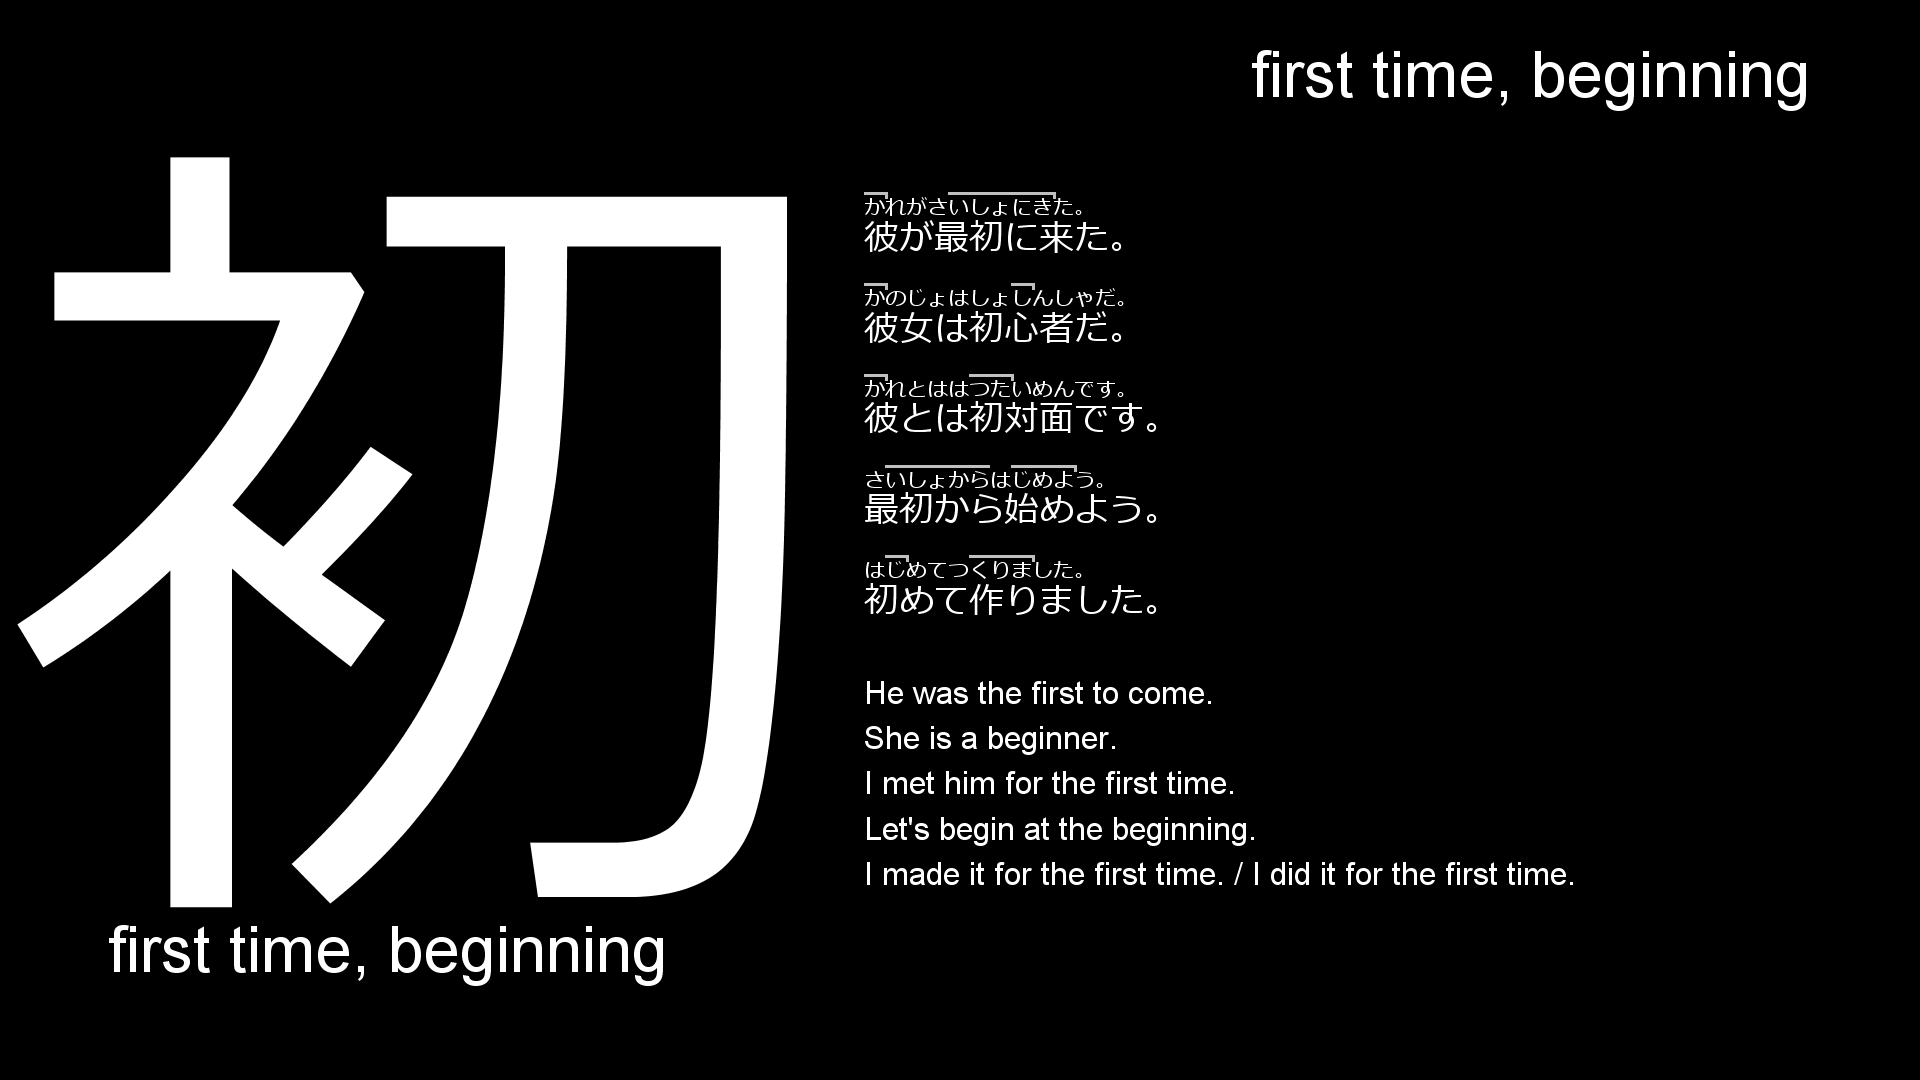 first time, beginning
初
かれがさいしょにきた。
彼が最初に来た。
かのじょはしょしんしゃだ。
彼女は初心者だ。
かれとははつたいめんです。
彼とは初対面です。
さいしょからはじめよう。
最初から始めよう。
はじめてつくりました。
初めて作りました。
He was the first to come.
She is a beginner.
I met him for the first time.
Let's begin at the beginning.
I made it for the first time. / I did it for the first time.
first time, beginning